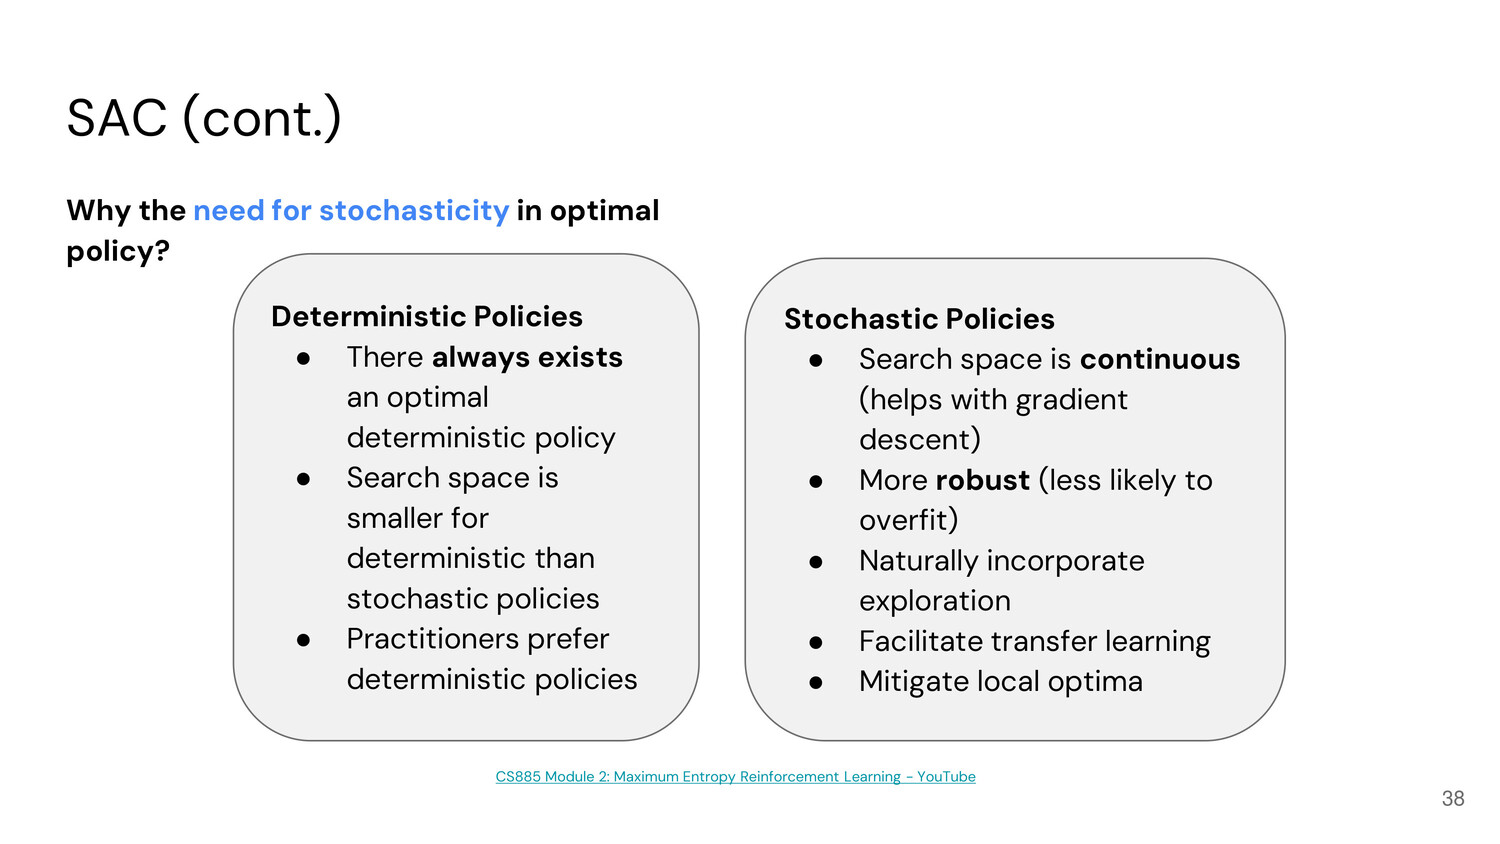 SAC (cont.)
Why the need for stochasticity in optimal
policy?
Deterministic Policies
● There always exists
an optimal
deterministic policy
● Search space is
smaller for
deterministic than
stochastic policies
● Practitioners prefer
deterministic policies
Stochastic Policies
● Search space is continuous
(helps with gradient
descent)
● More robust (less likely to
overfit)
● Naturally incorporate
exploration
● Facilitate transfer learning
● Mitigate local optima
CS885 Module 2: Maximum Entropy Reinforcement Learning - YouTube
38